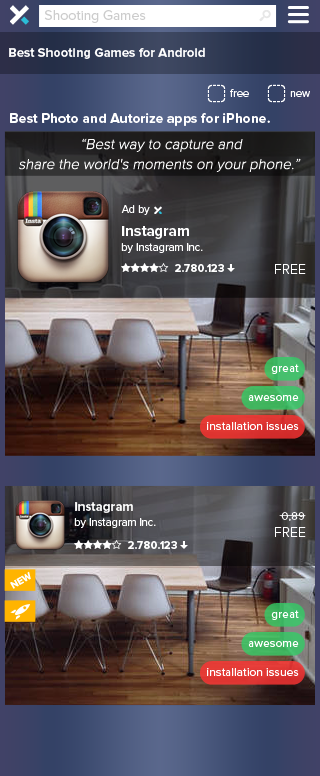 Shooting Games
Best Shooting Games for Android
free
new
Best Photo and Autorize apps for iPhone.
“Best way to capture and
share the world's moments on your phone.”
Insta
Ad by
Instagram
by Instagram Inc.
2.780.123
FREE
great
awesome
installation issues
Instagram
by Instagram Inc.
0,89
2.780.123
FREE
NEW
great
awesome
installation issues